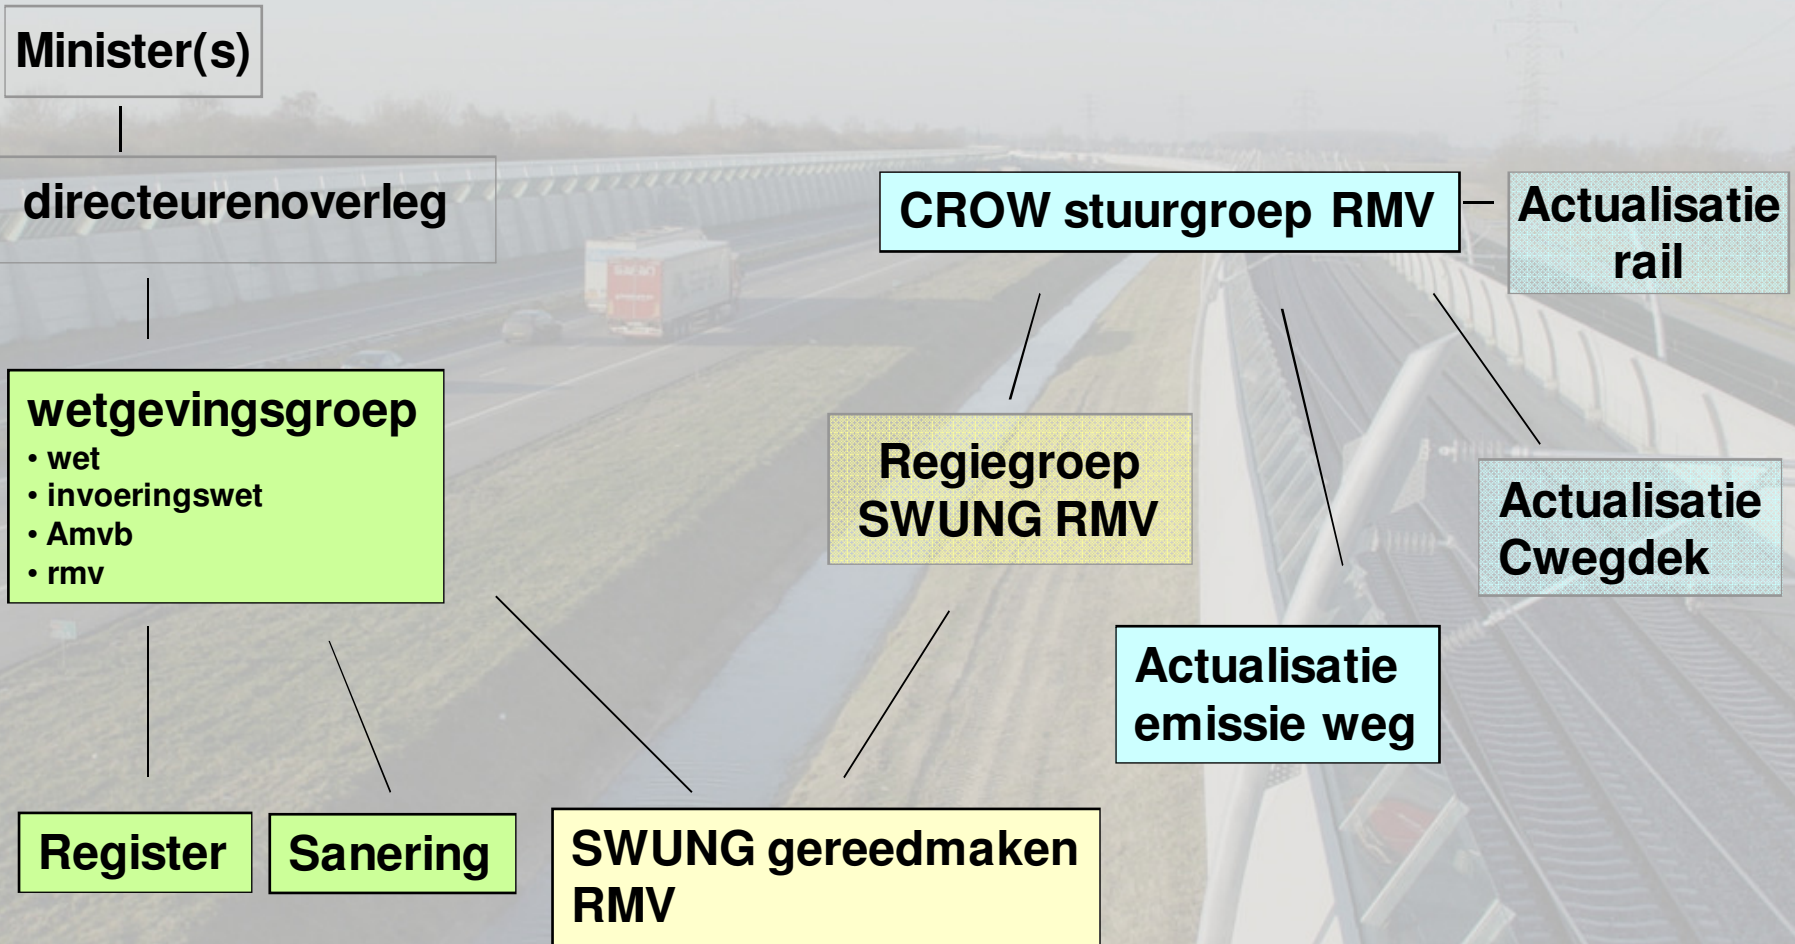 Minister(s)
directeurenoverleg
CROW stuurgroep RMV
Actualisatie
rail
wetgevingsgroep
• wet
• invoeringswet
• Amvb
• rmv
Regiegroep
SWUNG RMV
Actualisatie
Cwegdek
Actualisatie
emissie weg
Register
Sanering
SWUNG gereedmaken
RMV